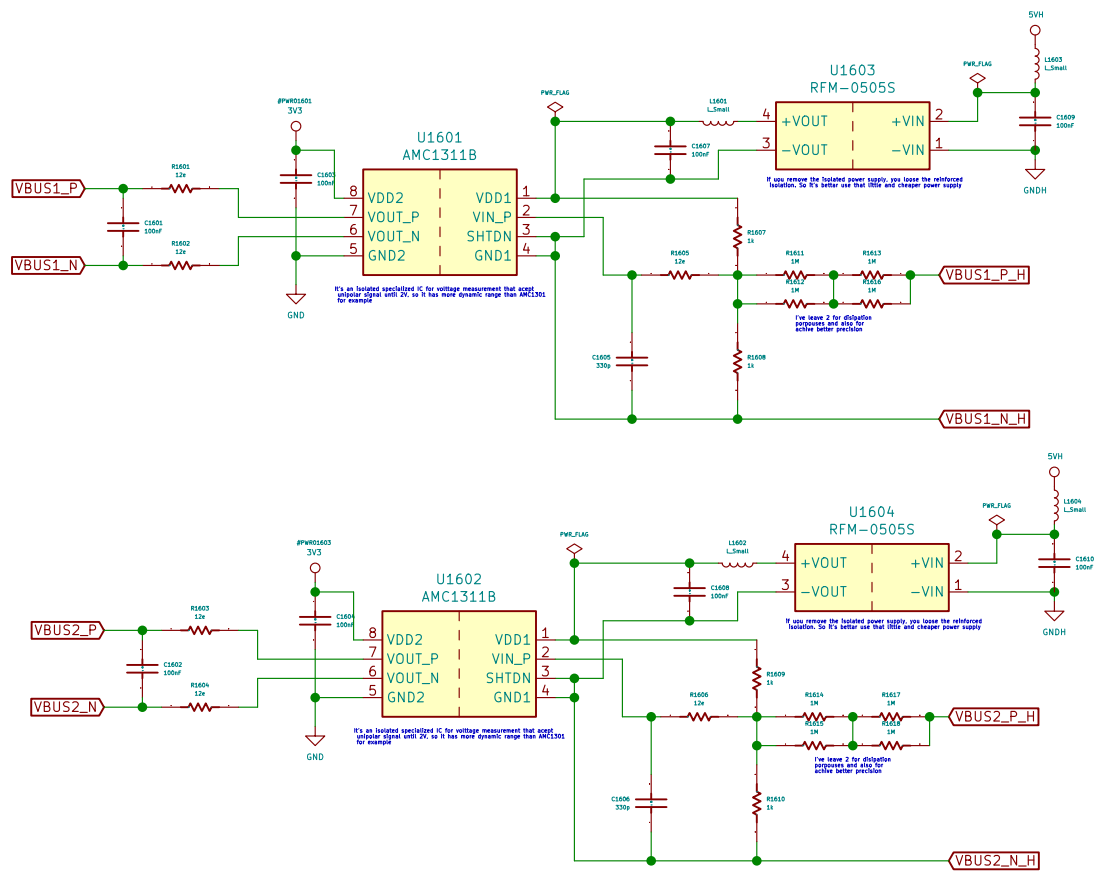 5VH
L1603
L_Small
PWR_FLAG
U1603
RFM-0505S
PWR_FLAG
L1601
L_Small
#PWR01601
3V3
4 +VOUT +VIN 2
3 -VOUT -VIN 1
C1609
100nF
C1607
100nF
U1601
AMC1311B
If uou remove the isolated power supply, you loose the reinforced
isolation. So it's better use that little and cheaper power supply
GNDH
R1601
12e
C1603
100nF
VBUS1_P
8 VDD2 VDD1 1
7 VOUT_P VIN_P 2
6 VOUT_N SHTDN 3
5 GND2 GND1 4
C1601
100nF
R1602
12e
VBUS1_N
R1607
1k
R1605
12e
R1611
1M
R1613
1M
VBUS1_P_H
R1612
1M
R1616
1M
It's an isolated specialized IC for voltage measurement that acept
unipolar signal until 2V, so it has more dynamic range than AMC1301
for example
GND
I've leave 2 for disipation
porpouses and also for
achive better precision
C1605
330p
R1608
1k
VBUS1_N_H
5VH
L1604
L_Small
PWR_FLAG
U1604
RFM-0505S
PWR_FLAG
L1602
L_Small
#PWR01603
3V3
4 +VOUT +VIN 2
3 -VOUT -VIN 1
C1610
100nF
C1608
100nF
U1602
AMC1311B
If uou remove the isolated power supply, you loose the reinforced
isolation. So it's better use that little and cheaper power supply
GNDH
R1603
12e
C1604
100nF
VBUS2_P
8 VDD2 VDD1 1
7 VOUT_P VIN_P 2
6 VOUT_N SHTDN 3
5 GND2 GND1 4
C1602
100nF
R1604
12e
VBUS2_N
R1609
1k
R1606
12e
R1614
1M
R1617
1M
VBUS2_P_H
R1615
1M
R1618
1M
It's an isolated specialized IC for voltage measurement that acept
unipolar signal until 2V, so it has more dynamic range than AMC1301
for example
GND
I've leave 2 for disipation
porpouses and also for
achive better precision
C1606
330p
R1610
1k
VBUS2_N_H